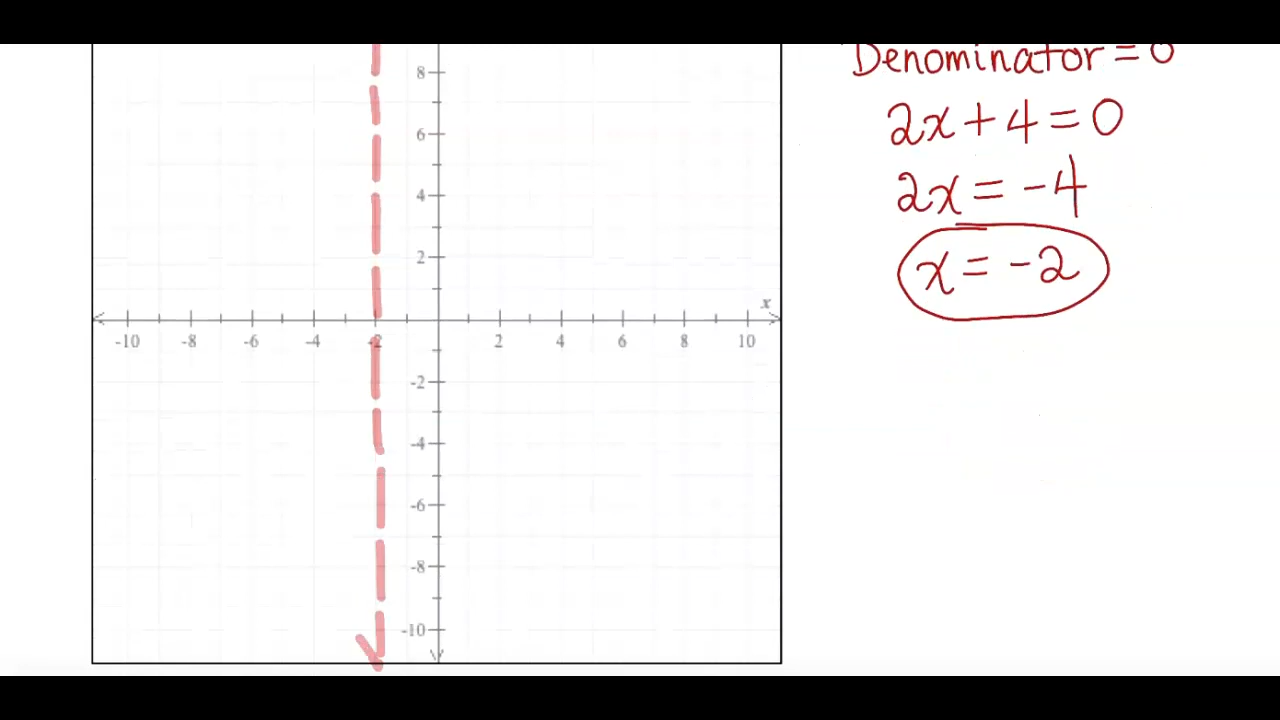 Denominator = 0
2x + 4 = 0
2x = -4
x = -2
8
6
4
2
x
-10 -8 -6 -4 -2 2 4 6 8 10
-2
-4
-6
-8
-10